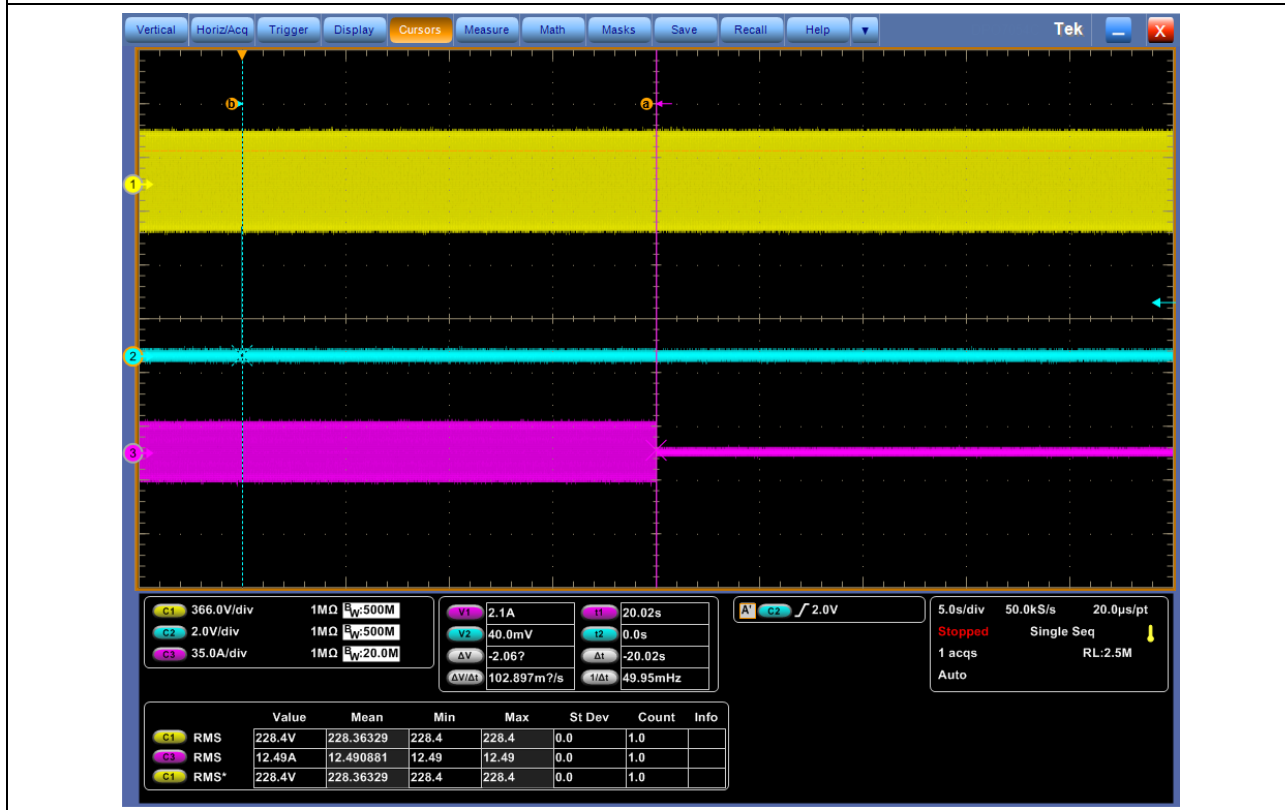 Vertical Horiz/Acq Trigger Display Cursors Measure Math Masks Save Recall Help ▼ Tek X
b a
1
2
3
C1 366.0V/div 1MΩ BW:500M
C2 2.0V/div 1MΩ BW:500M
C3 35.0A/div 1MΩ BW:20.0M
V1 2.1A t1 20.02s
V2 40.0mV t2 0.0s
ΔV -2.06? Δt -20.02s
ΔV/Δt 102.897m?/s 1/Δt 49.95mHz
A' C2 2.0V
5.0s/div 50.0kS/s 20.0µs/pt
Stopped Single Seq
1 acqs RL:2.5M
Auto
Value Mean Min Max St Dev Count Info
C1 RMS 228.4V 228.36329 228.4 228.4 0.0 1.0
C3 RMS 12.49A 12.490881 12.49 12.49 0.0 1.0
C1 RMS* 228.4V 228.36329 228.4 228.4 0.0 1.0